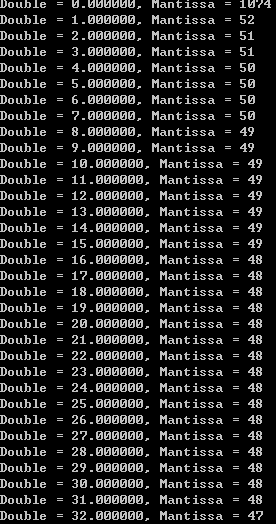 Double = 0.000000, Mantissa = 1074
Double = 1.000000, Mantissa = 52
Double = 2.000000, Mantissa = 51
Double = 3.000000, Mantissa = 51
Double = 4.000000, Mantissa = 50
Double = 5.000000, Mantissa = 50
Double = 6.000000, Mantissa = 50
Double = 7.000000, Mantissa = 50
Double = 8.000000, Mantissa = 49
Double = 9.000000, Mantissa = 49
Double = 10.000000, Mantissa = 49
Double = 11.000000, Mantissa = 49
Double = 12.000000, Mantissa = 49
Double = 13.000000, Mantissa = 49
Double = 14.000000, Mantissa = 49
Double = 15.000000, Mantissa = 49
Double = 16.000000, Mantissa = 48
Double = 17.000000, Mantissa = 48
Double = 18.000000, Mantissa = 48
Double = 19.000000, Mantissa = 48
Double = 20.000000, Mantissa = 48
Double = 21.000000, Mantissa = 48
Double = 22.000000, Mantissa = 48
Double = 23.000000, Mantissa = 48
Double = 24.000000, Mantissa = 48
Double = 25.000000, Mantissa = 48
Double = 26.000000, Mantissa = 48
Double = 27.000000, Mantissa = 48
Double = 28.000000, Mantissa = 48
Double = 29.000000, Mantissa = 48
Double = 30.000000, Mantissa = 48
Double = 31.000000, Mantissa = 48
Double = 32.000000, Mantissa = 47